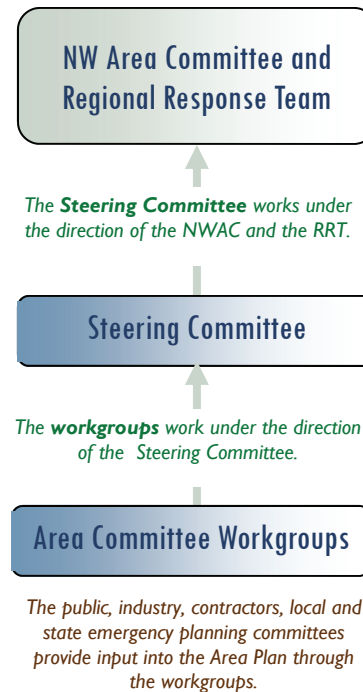 NW Area Committee and
Regional Response Team
The Steering Committee works under
the direction of the NWAC and the RRT.
Steering Committee
The workgroups work under the direction
of the Steering Committee.
Area Committee Workgroups
The public, industry, contractors, local and
state emergency planning committees
provide input into the Area Plan through
the workgroups.